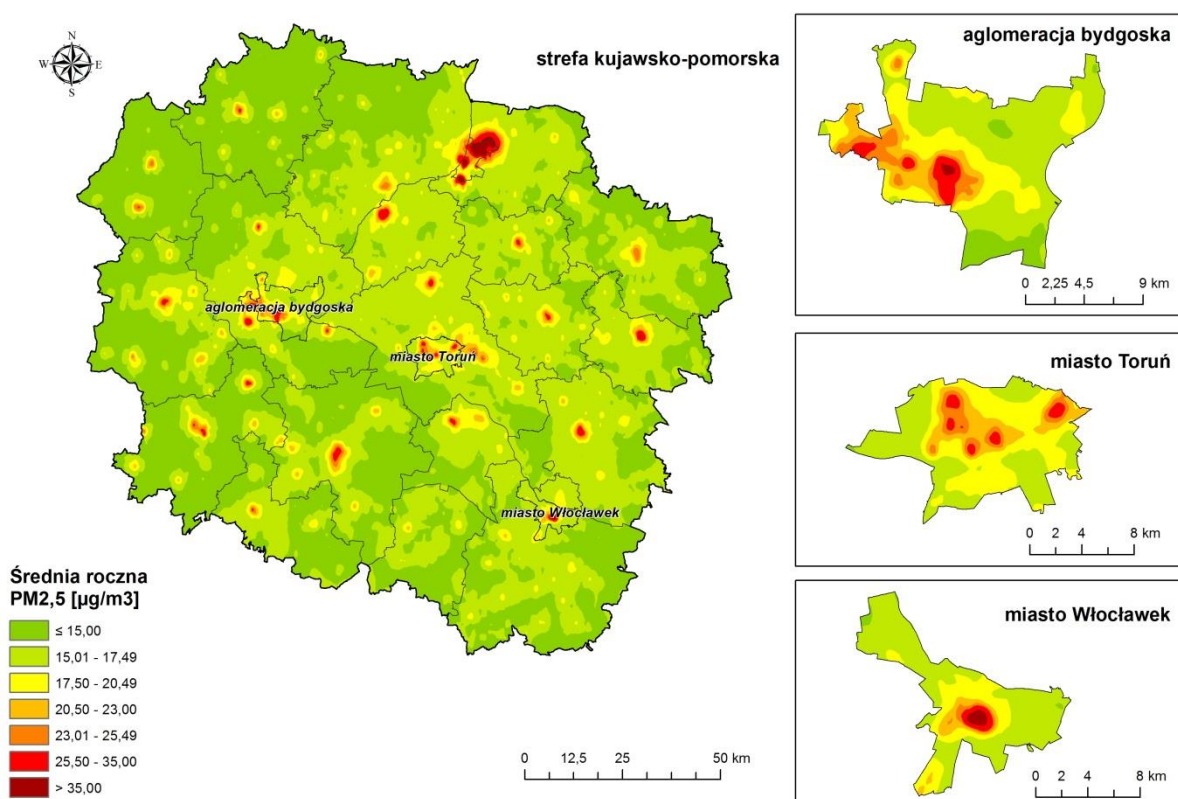 N
W E
S
strefa kujawsko-pomorska
aglomeracja bydgoska
miasto Toruń
miasto Włocławek
Średnia roczna
PM2,5 [µg/m3]
≤ 15,00
15,01 - 17,49
17,50 - 20,49
20,50 - 23,00
23,01 - 25,49
25,50 - 35,00
> 35,00
0 12,5 25 50 km
aglomeracja bydgoska
0 2,25 4,5 9 km
miasto Toruń
0 2 4 8 km
miasto Włocławek
0 2 4 8 km